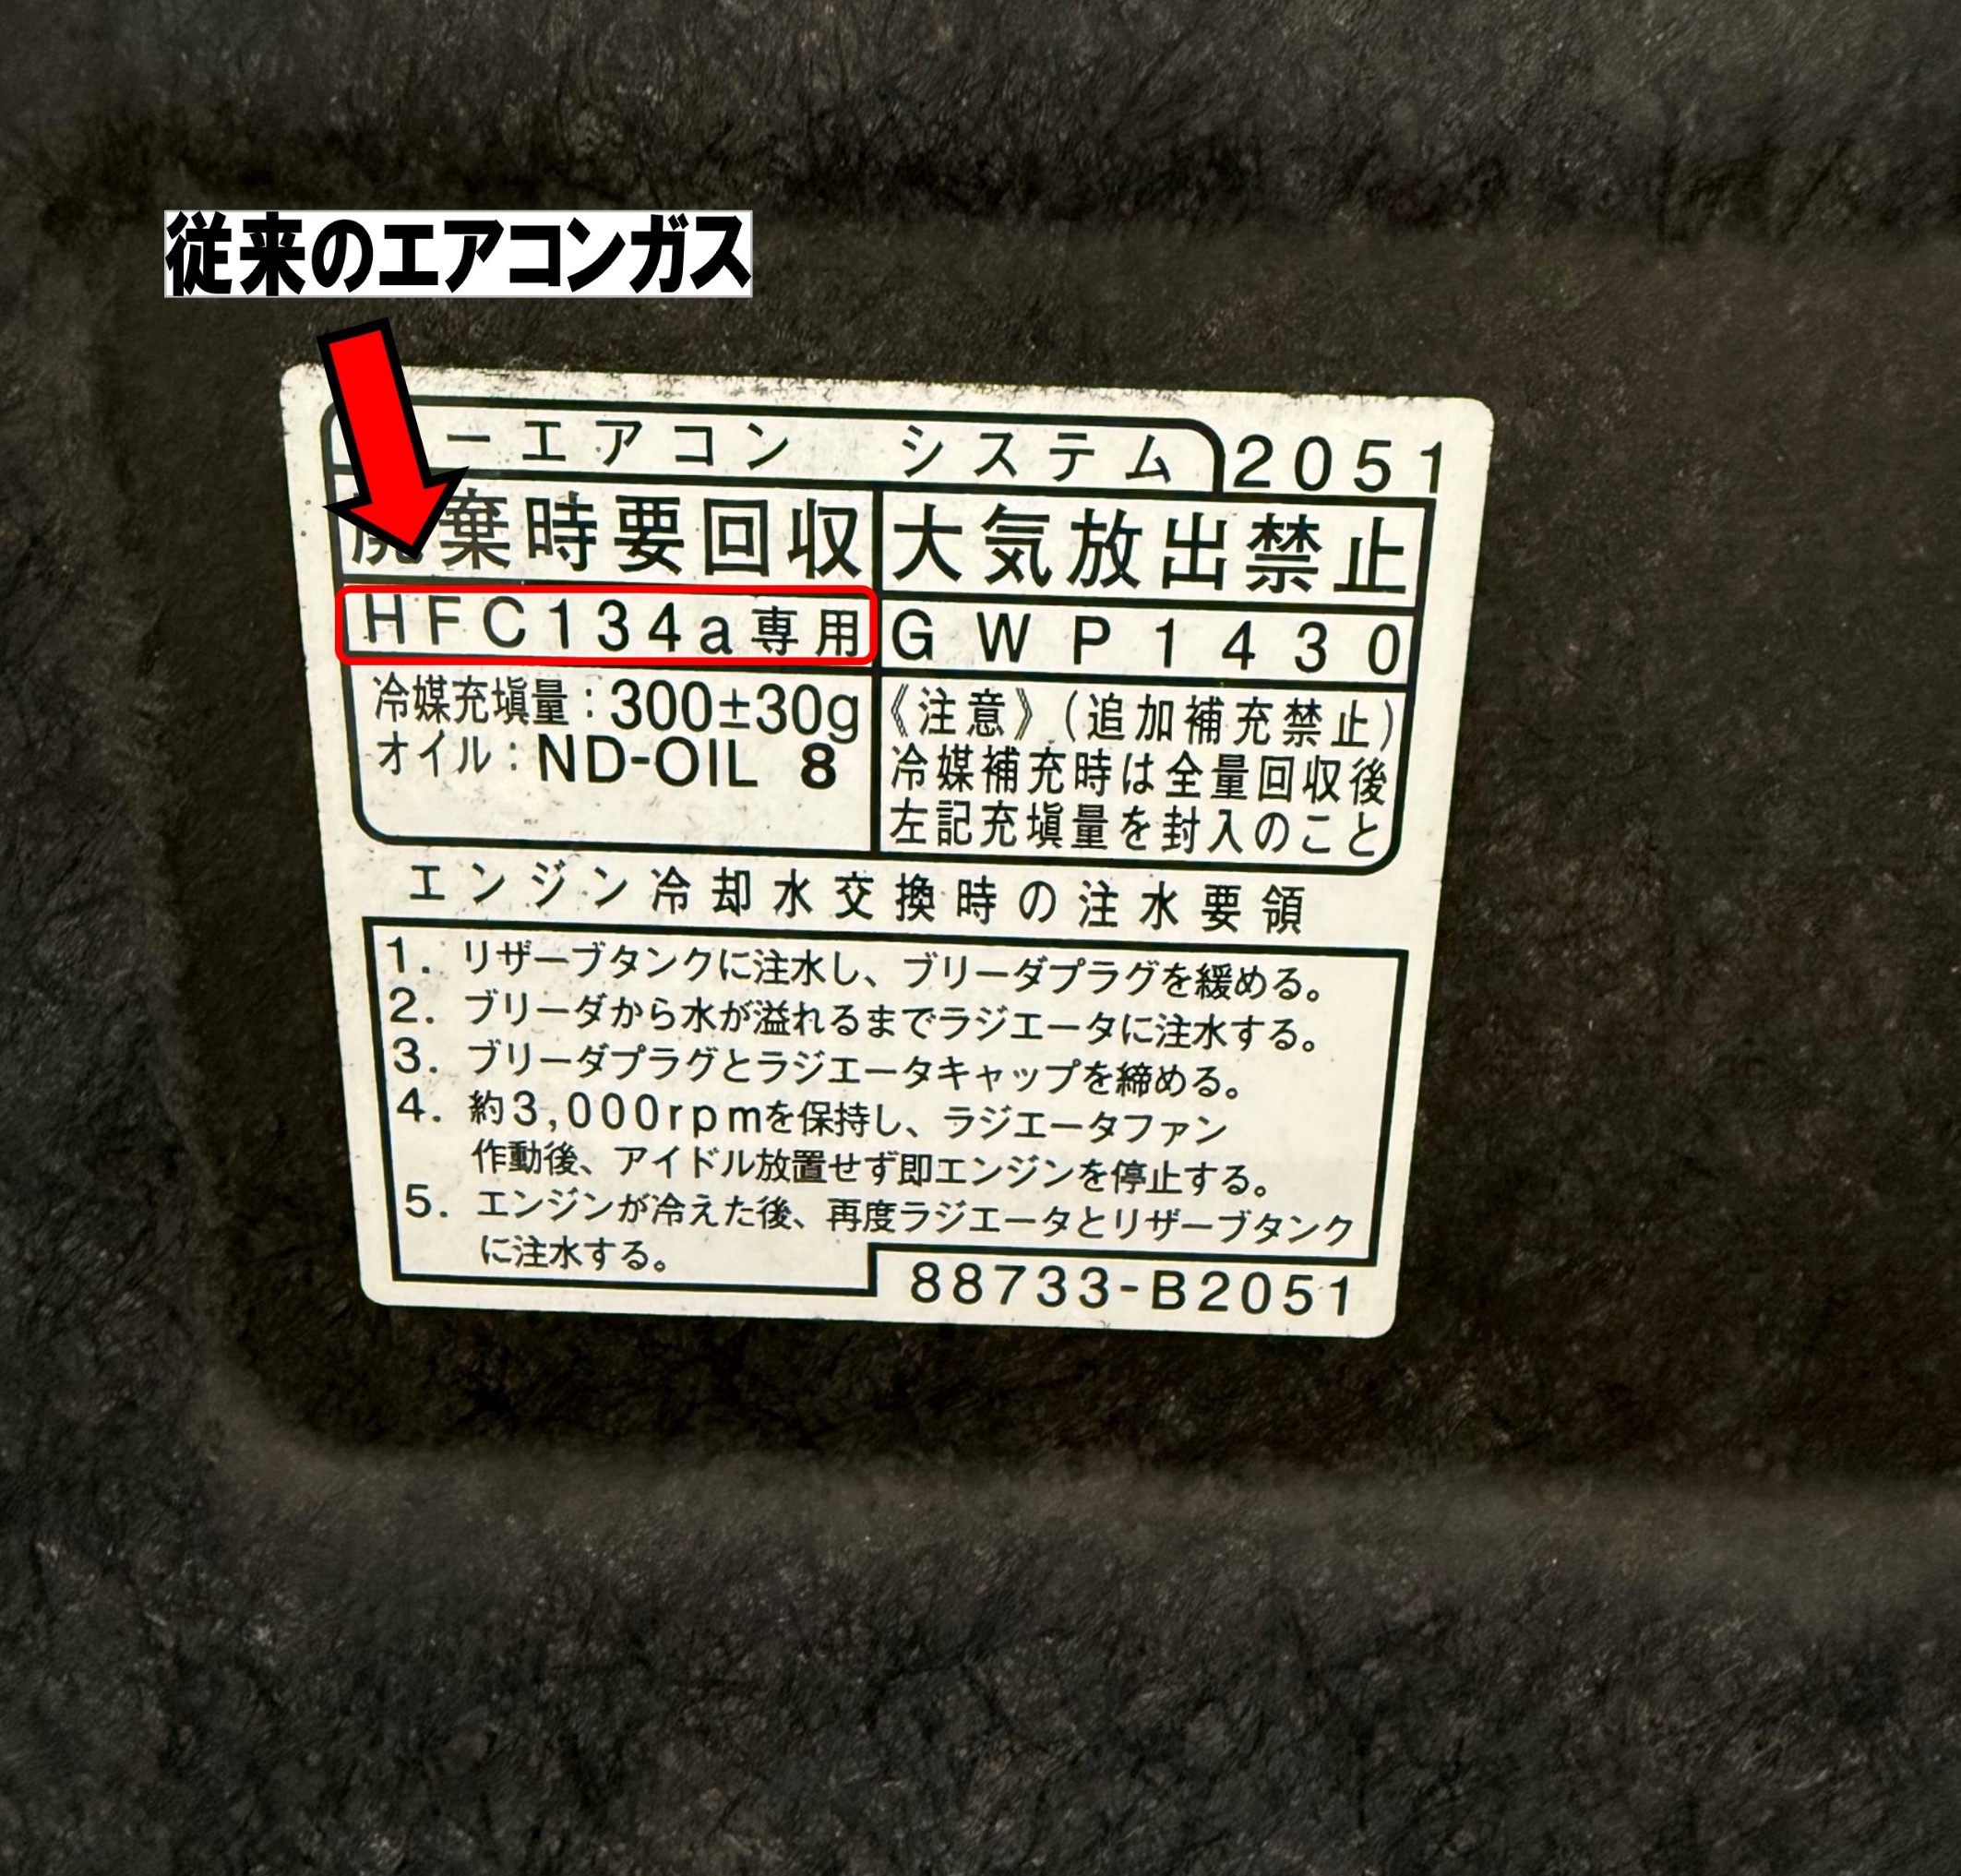 従来のエアコンガス
ーエアコン システム
2051
廃棄時要回収
大気放出禁止
HFC134a専用
GWP1430
冷媒充填量:300±30g
オイル:ND-OIL 8
《注意》(追加補充禁止)
冷媒補充時は全量回収後
左記充填量を封入のこと
エンジン冷却水交換時の注水要領
1. リザーブタンクに注水し、ブリーダプラグを緩める。
2. ブリーダから水が溢れるまでラジエータに注水する。
3. ブリーダプラグとラジエータキャップを締める。
4. 約3,000rpmを保持し、ラジエータファン
作動後、アイドル放置せず即エンジンを停止する。
5. エンジンが冷えた後、再度ラジエータとリザーブタンク
に注水する。
88733-B2051